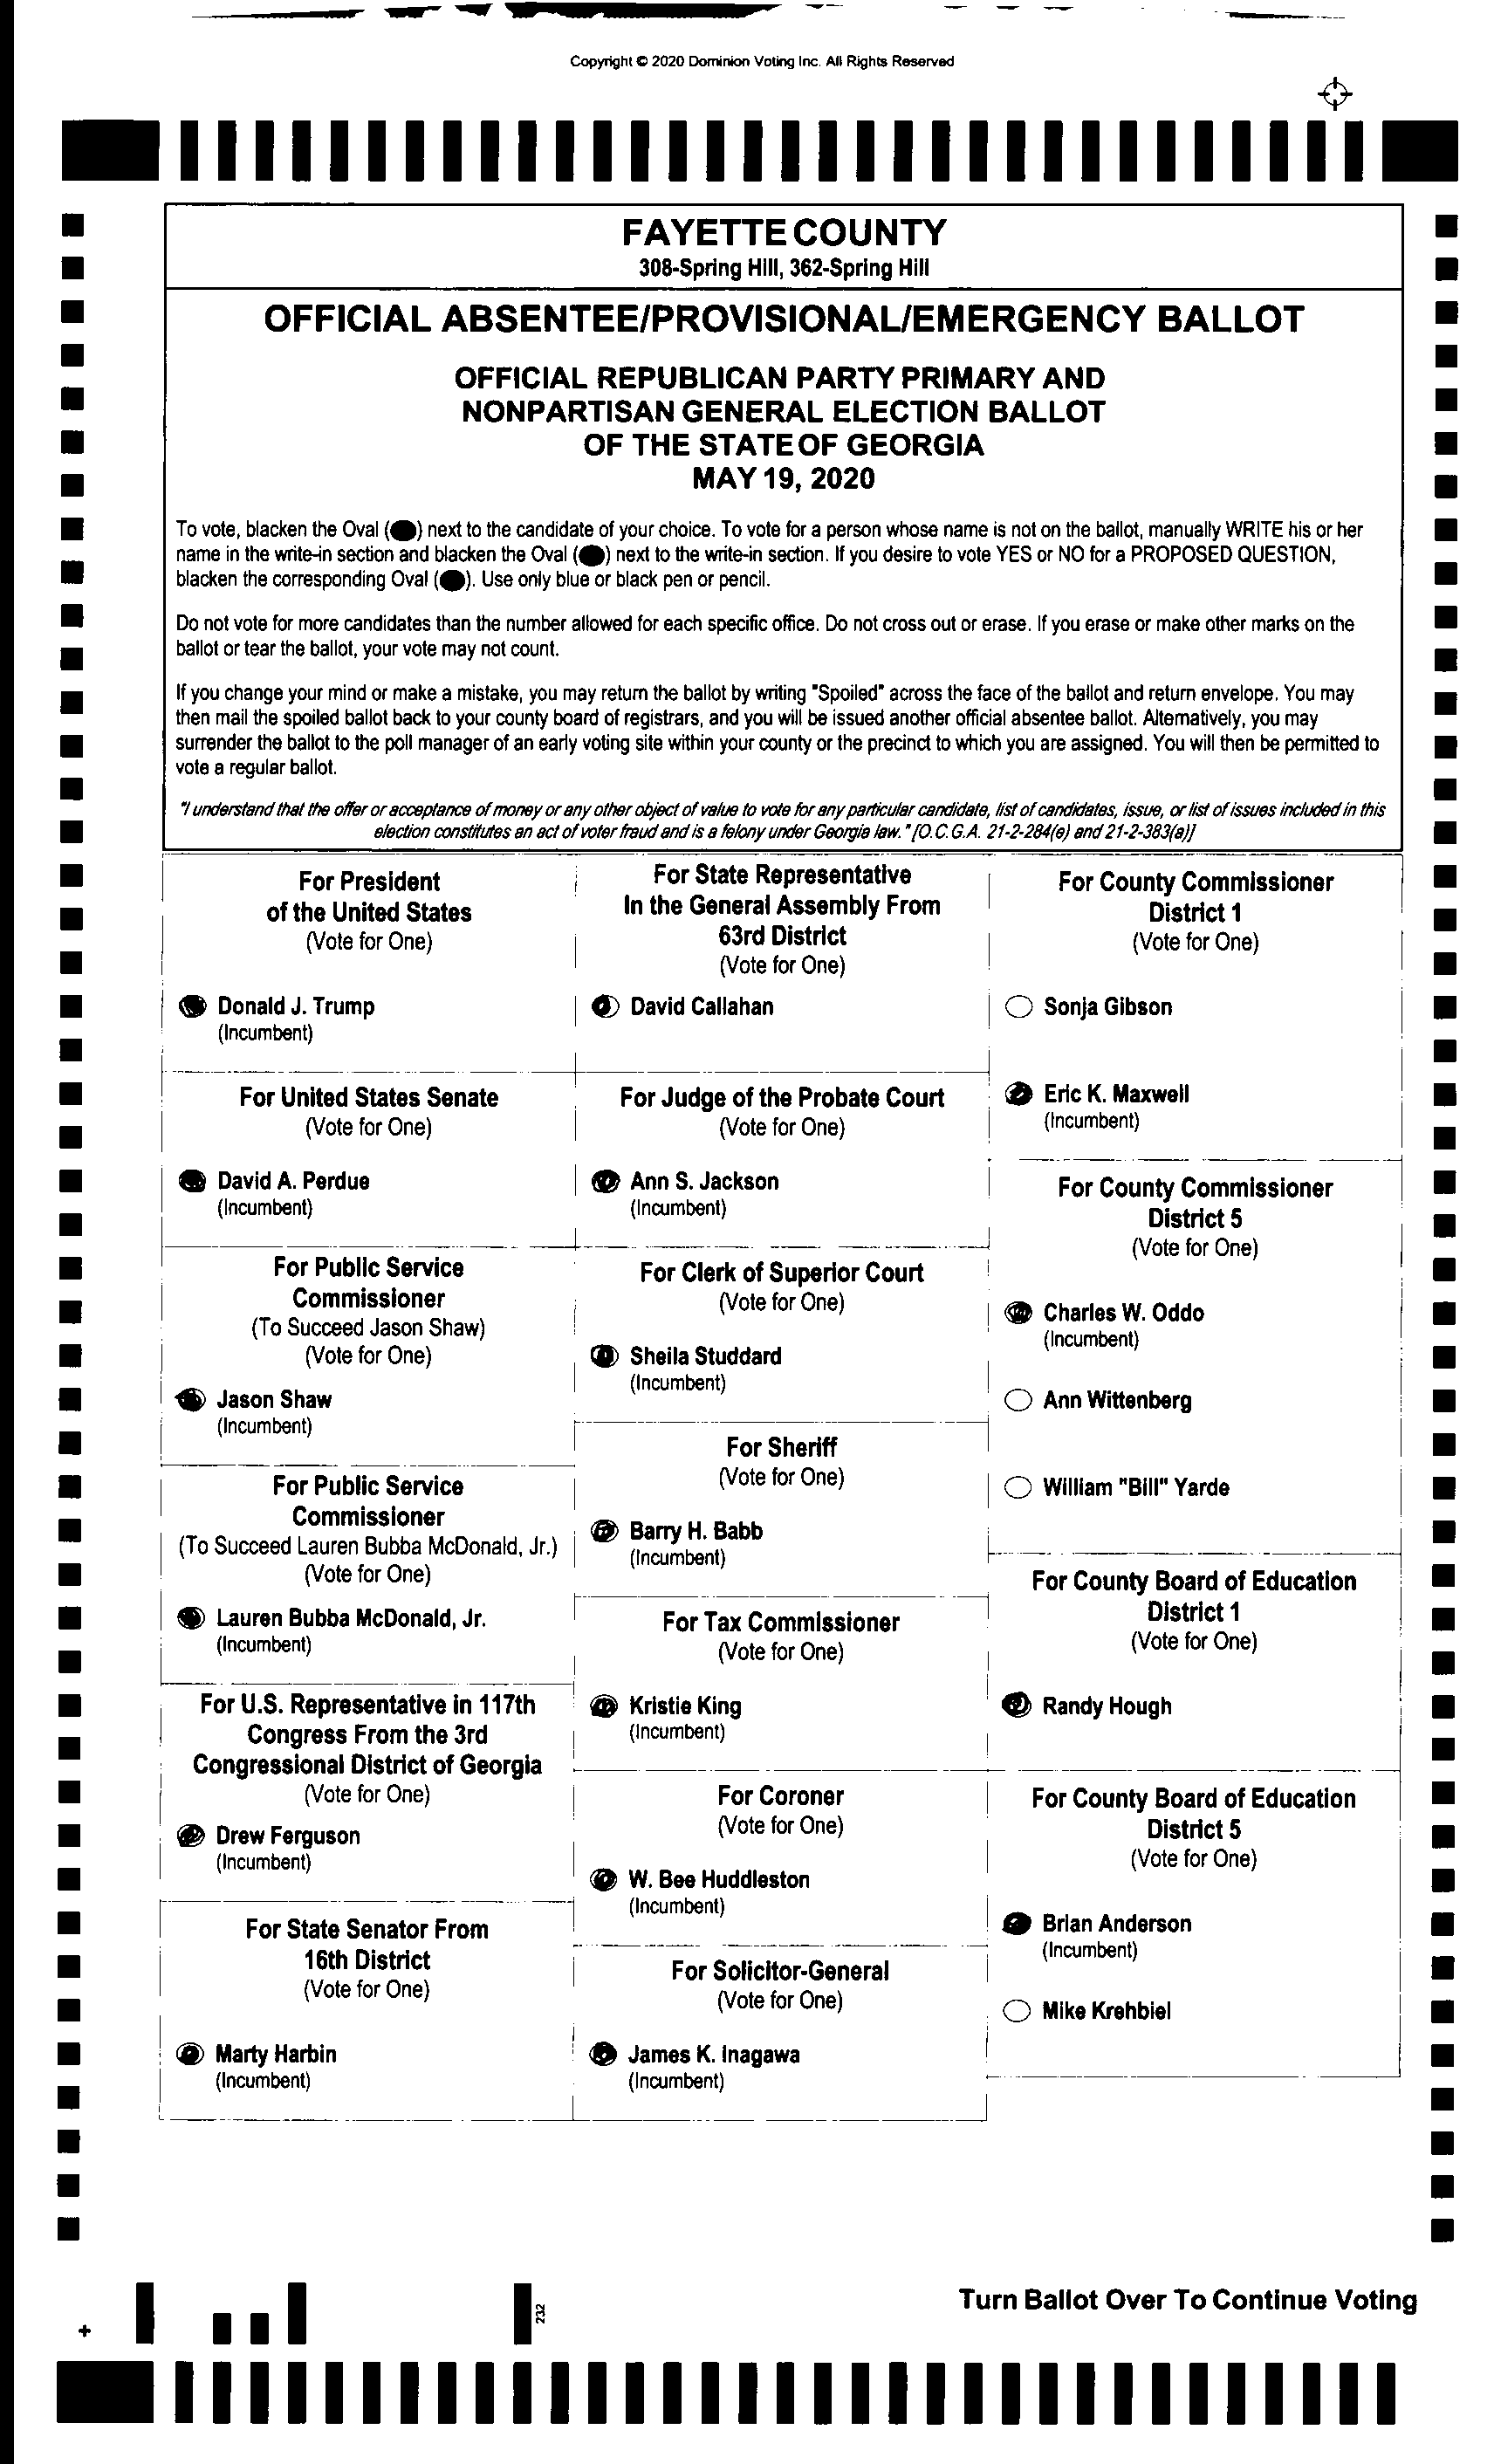 Copyright © 2020 Dominion Voting Inc. All Rights Reserved
FAYETTE COUNTY
308-Spring Hill, 362-Spring Hill
OFFICIAL ABSENTEE/PROVISIONAL/EMERGENCY BALLOT
OFFICIAL REPUBLICAN PARTY PRIMARY AND
NONPARTISAN GENERAL ELECTION BALLOT
OF THE STATE OF GEORGIA
MAY 19, 2020
To vote, blacken the Oval ( ) next to the candidate of your choice. To vote for a person whose name is not on the ballot, manually WRITE his or her
name in the write-in section and blacken the Oval ( ) next to the write-in section. If you desire to vote YES or NO for a PROPOSED QUESTION,
blacken the corresponding Oval ( ). Use only blue or black pen or pencil.
Do not vote for more candidates than the number allowed for each specific office. Do not cross out or erase. If you erase or make other marks on the
ballot or tear the ballot, your vote may not count.
If you change your mind or make a mistake, you may return the ballot by writing "Spoiled" across the face of the ballot and return envelope. You may
then mail the spoiled ballot back to your county board of registrars, and you will be issued another official absentee ballot. Alternatively, you may
surrender the ballot to the poll manager of an early voting site within your county or the precinct to which you are assigned. You will then be permitted to
vote a regular ballot.
"I understand that the offer or acceptance of money or any other object of value to vote for any particular candidate, list of candidates, issue, or list of issues included in this
election constitutes an act of voter fraud and is a felony under Georgia law." [O.C.G.A. 21-2-284(e) and 21-2-383(a)]
For President
of the United States
(Vote for One)
Donald J. Trump
(Incumbent)
For United States Senate
(Vote for One)
David A. Perdue
(Incumbent)
For Public Service
Commissioner
(To Succeed Jason Shaw)
(Vote for One)
Jason Shaw
(Incumbent)
For Public Service
Commissioner
(To Succeed Lauren Bubba McDonald, Jr.)
(Vote for One)
Lauren Bubba McDonald, Jr.
(Incumbent)
For U.S. Representative in 117th
Congress From the 3rd
Congressional District of Georgia
(Vote for One)
Drew Ferguson
(Incumbent)
For State Senator From
16th District
(Vote for One)
Marty Harbin
(Incumbent)
For State Representative
In the General Assembly From
63rd District
(Vote for One)
David Callahan
For Judge of the Probate Court
(Vote for One)
Ann S. Jackson
(Incumbent)
For Clerk of Superior Court
(Vote for One)
Sheila Studdard
(Incumbent)
For Sheriff
(Vote for One)
Barry H. Babb
(Incumbent)
For Tax Commissioner
(Vote for One)
Kristie King
(Incumbent)
For Coroner
(Vote for One)
W. Bee Huddleston
(Incumbent)
For Solicitor-General
(Vote for One)
James K. Inagawa
(Incumbent)
For County Commissioner
District 1
(Vote for One)
Sonja Gibson
Eric K. Maxwell
(Incumbent)
For County Commissioner
District 5
(Vote for One)
Charles W. Oddo
(Incumbent)
Ann Wittenberg
William "Bill" Yarde
For County Board of Education
District 1
(Vote for One)
Randy Hough
For County Board of Education
District 5
(Vote for One)
Brian Anderson
(Incumbent)
Mike Krehbiel
Turn Ballot Over To Continue Voting
232
+